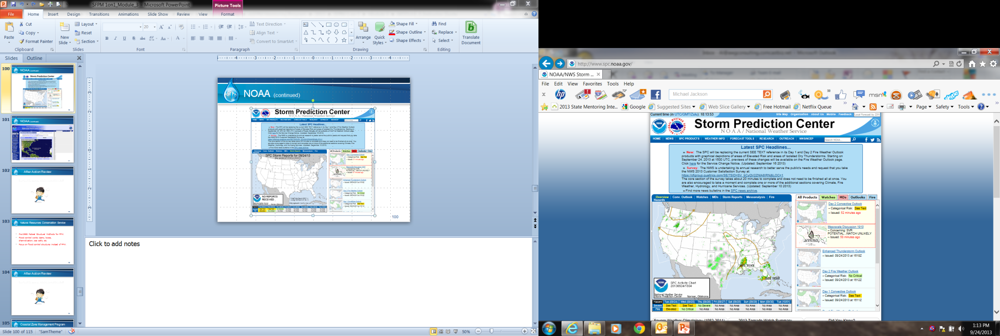 SFPM 1on1_Module_3 - Microsoft PowerPoint
Picture Tools
File Home Insert Design Transitions Animations Slide Show Review View Format
Cut
Copy
Format Painter
Paste
Clipboard
New
Slide
Layout
Reset
Section
Slides
20
Font
Text Direction
Align Text
Convert to SmartArt
Paragraph
Arrange
Quick
Styles
Shape Fill
Shape Outline
Shape Effects
Drawing
Find
Replace
Select
Editing
Translate
Document
Slides Outline
100
NOAA (continued)
Storm Prediction Center
101
NOAA (continued)
National Hurricane Center
102
After Action Review
103
Natural Resources Conservation Service
104
After Action Review
105
Coastal Zone Management Program
NOAA (continued)
Storm Prediction Center
NOAA / National Weather Service
Latest SPC Headlines...
SPC Storm Reports for 09/24/13
NO REPORTS
RECEIVED
PRELIMINARY DATA ONLY
100
Click to add notes
Slide 100 of 115 "SamTheme"
50%
http://www.spc.noaa.gov/
NOAA/NWS Storm ...
File Edit View Favorites Tools Help
72°
Michael Jackson
50
msn
skype
2013 State Mentoring Inte...
Google
Suggested Sites
Web Slice Gallery
Free Hotmail
Netflix Queue
Page Safety Tools
Current time (in UTC/GMT/Zulu): 18:13:53
Site Map Organization About Us Mobile Feedback Local Forecast by ZIP
Storm Prediction Center
NOAA / National Weather Service
HOME NEWS SPC PRODUCTS WEATHER INFO FORECAST TOOLS RESEARCH OUTREACH NWS/NCEP
Search NOAA...
Latest SPC Headlines...
» New: The SPC will be replacing the current SEE TEXT reference in its Day 1 and Day 2 Fire Weather Outlook
products with graphical depictions of areas of Elevated Risk and areas of Isolated Dry Thunderstorms. Starting on
September 24, 2013 at 1500 UTC, previews of these changes will be available on the Fire Weather Outlook page.
Click here for the Service Change Notice. (Updated: September 16 2013)
» Survey: The NWS is undertaking its annual research to better serve the public's needs and request that you take
the NWS 2013 Customer Satisfaction Survey at:
The core section of the survey takes about 20 minutes to complete and does not need to be finished all at once. You
are also encouraged to take a moment and complete one or more of the additional sections covering Climate, Fire
Weather, Hydrology, and Hurricane Services. (Updated: September 10 2013)
» Find more news bulletins in the SPC news archive.
Overview Conv. Outlook Watches MDs Storm Reports Mesoanalysis Fire
Hazards
SEE TEXT
SEE TEXT
NOAA
SPC Activity Chart
20130924/1804
National Weather Service
Storm Prediction Center Norman, Oklahoma
Hazard Tue (09/24) Wed (09/25) Thu (09/26) Fri (09/27) Sat (09/28) Sun (09/29) Mon (09/30) Tue (10/01)
Severe See Text See Text No Severe No Area No Area No Area No Area No Area
Fire Elevated No Critical No Area No Area No Area No Area No Area No Area
All Products Watches MDs Outlooks Fire
Day 2 Convective Outlook
– Categorical Risk: See Text
– Issued: 52 minutes ago
Mesoscale Discussion 1910
– Concerning: SVR
POTENTIAL...WATCH UNLIKELY
– Issued: 58 minutes ago
Enhanced Thunderstorm Outlook
– Issued: 09/24/2013 at 1618Z
Day 2 Fire Weather Outlook
– Categorical Risk: No Critical
– Issued: 09/24/2013 at 1612Z
Day 1 Convective Outlook
– Categorical Risk: See Text
– Issued: 09/24/2013 at 1611Z
Severe Weather Climatology (1982-2011)
2013 Tornado Watch Summary
Did You Know?
1:13 PM
9/24/2013